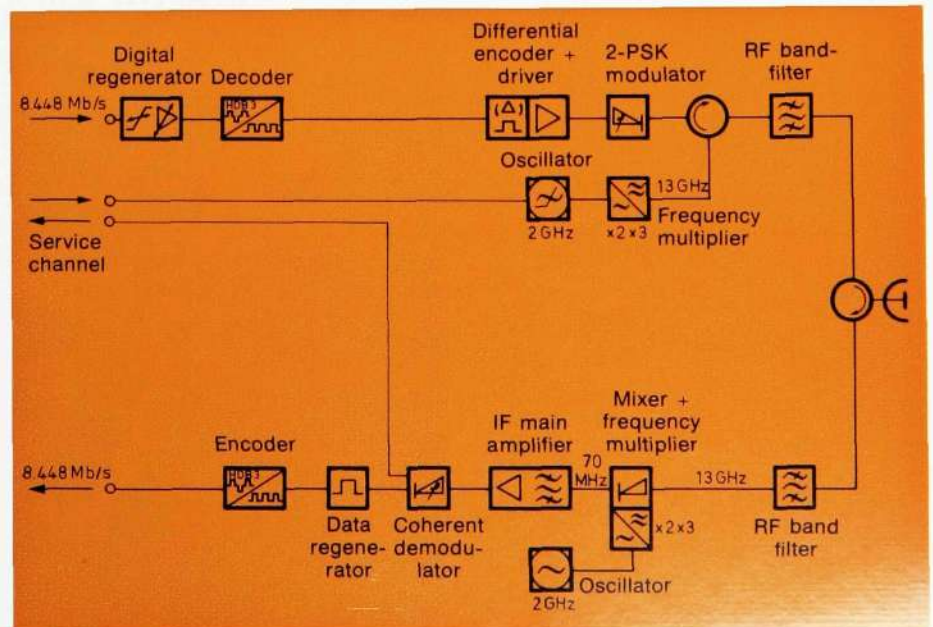 Digital
regenerator
Decoder
Differential
encoder +
driver
2-PSK
modulator
RF band-
filter
8.448 Mb/s
HDB3
(Δ)
Oscillator
2 GHz
×2×3
13 GHz
Frequency
multiplier
Service
channel
Encoder
IF main
amplifier
Mixer +
frequency
multiplier
8.448 Mb/s
HDB3
70
MHz
13 GHz
Data
regene-
rator
Coherent
demodu-
lator
×2×3
RF band
filter
Oscillator
2 GHz